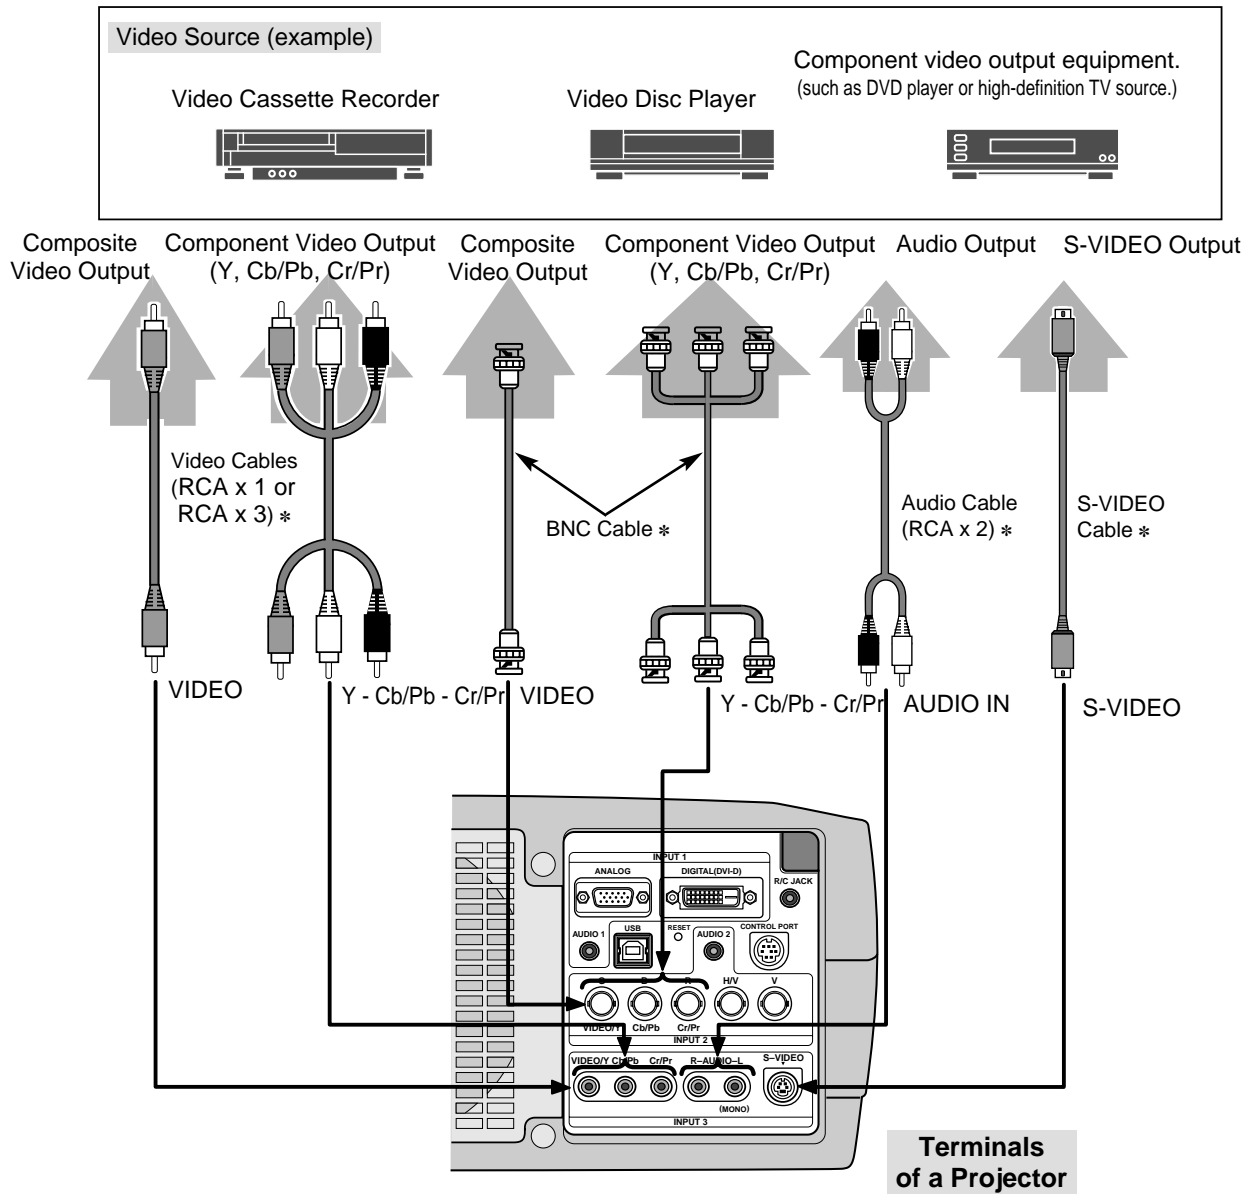 Video Source (example)
Component video output equipment.
(such as DVD player or high-definition TV source.)
Video Cassette Recorder
Video Disc Player
Composite
Video Output
Component Video Output
(Y, Cb/Pb, Cr/Pr)
Composite
Video Output
Component Video Output
(Y, Cb/Pb, Cr/Pr)
Audio Output
S-VIDEO Output
Video Cables
(RCA x 1 or
RCA x 3) *
BNC Cable *
Audio Cable
(RCA x 2) *
S-VIDEO
Cable *
VIDEO
Y - Cb/Pb - Cr/Pr
VIDEO
Y - Cb/Pb - Cr/Pr
AUDIO IN
S-VIDEO
INPUT 1
ANALOG
DIGITAL(DVI-D)
R/C JACK
AUDIO 1
USB
RESET
AUDIO 2
CONTROL PORT
G
B
R
H/V
V
VIDEO/Y
Cb/Pb
Cr/Pr
INPUT 2
VIDEO/Y
Cb/Pb
Cr/Pr
R–AUDIO–L
S–VIDEO
(MONO)
INPUT 3
Terminals
of a Projector